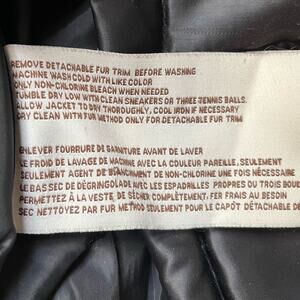 REMOVE DETACHABLE FUR TRIM BEFORE WASHING
MACHINE WASH COLD WITH LIKE COLOR
ONLY NON-CHLORINE BLEACH WHEN NEEDED
TUMBLE DRY LOW WITH CLEAN SNEAKERS OR THREE TENNIS BALLS.
ALLOW JACKET TO DRY THOROUGHLY, COOL IRON IF NECESSARY
DRY CLEAN WITH FUR METHOD ONLY FOR DETACHABLE FUR TRIM
ENLEVER FOURRURE DE GARNITURE AVANT DE LAVER
LE FROID DE LAVAGE DE MACHINE AVEC LA COULEUR PAREILLE, SEULEMENT
SEULEMENT AGENT DE BLANCHIMENT DE NON-CLORINE UNE FOIS NÉCESSAIRE
LE BAS SEC DE DÉGRINGOLADE AVEC LES ESPADRILLES PROPRES OU TROIS BOU
PERMETTEZ À LA VESTE, DE SÉCHER COMPLÈTEMENT, FER FRAIS AU BESOIN
SEC NETTOYEZ PAR FUR METHOD SEULEMENT POUR LE CAPÔT DÉTACHABLE D